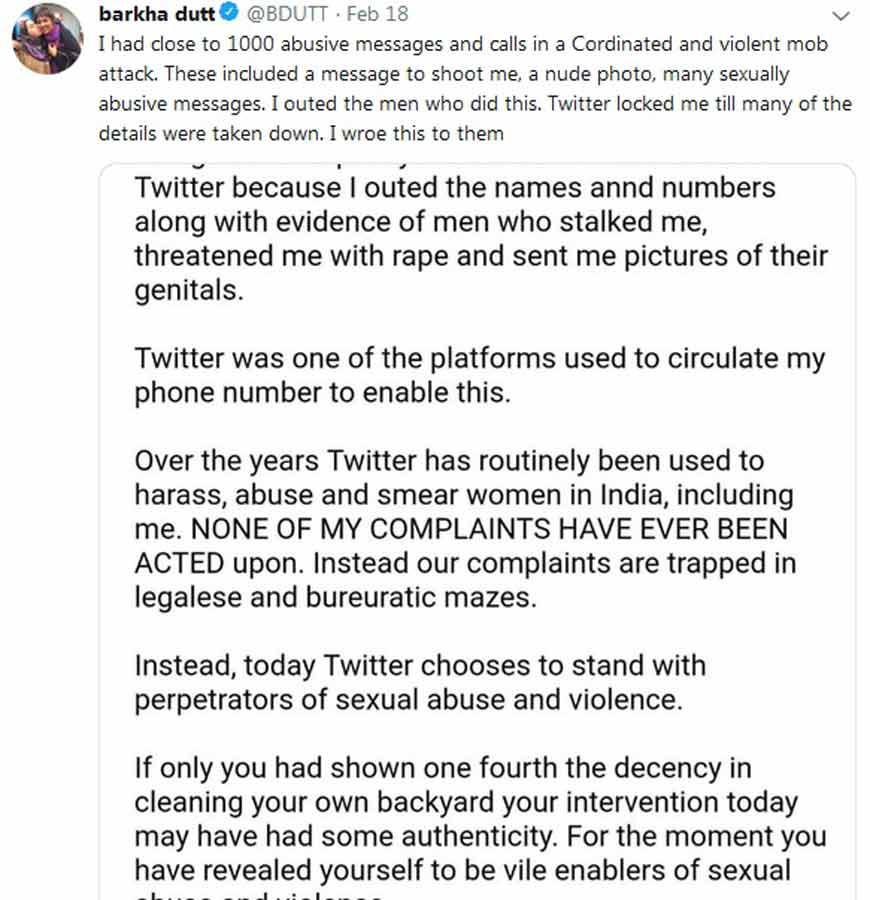 barkha dutt @BDUTT · Feb 18
I had close to 1000 abusive messages and calls in a Cordinated and violent mob
attack. These included a message to shoot me, a nude photo, many sexually
abusive messages. I outed the men who did this. Twitter locked me till many of the
details were taken down. I wroe this to them
Twitter because I outed the names annd numbers
along with evidence of men who stalked me,
threatened me with rape and sent me pictures of their
genitals.
Twitter was one of the platforms used to circulate my
phone number to enable this.
Over the years Twitter has routinely been used to
harass, abuse and smear women in India, including
me. NONE OF MY COMPLAINTS HAVE EVER BEEN
ACTED upon. Instead our complaints are trapped in
legalese and bureuratic mazes.
Instead, today Twitter chooses to stand with
perpetrators of sexual abuse and violence.
If only you had shown one fourth the decency in
cleaning your own backyard your intervention today
may have had some authenticity. For the moment you
have revealed yourself to be vile enablers of sexual